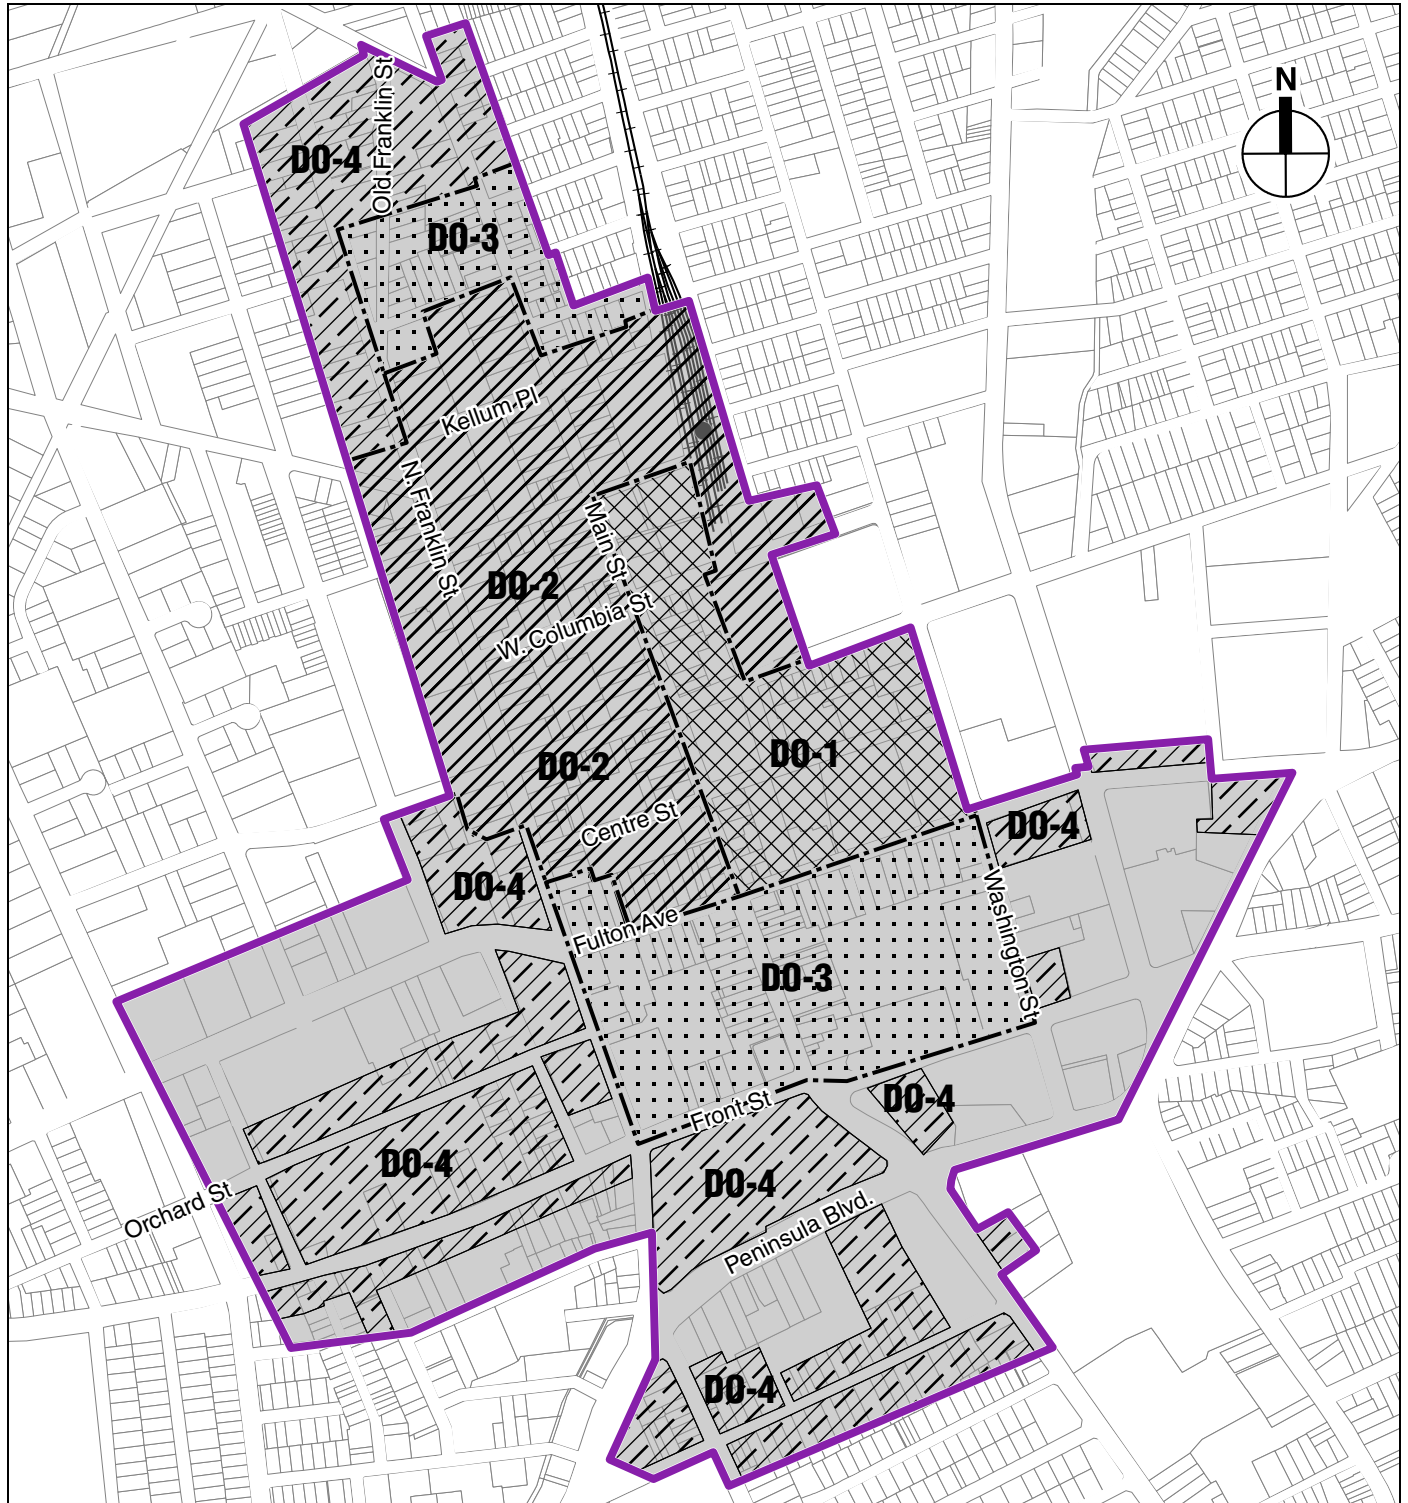 N
Old Franklin St
DO-4
DO-3
Kellum Pl
N. Franklin St
Main St
DO-2
W. Columbia St
DO-2
DO-1
Centre St
DO-4
DO-4
Washington St
Fulton Ave
DO-3
Front St
DO-4
DO-4
DO-4
Orchard St
Peninsula Blvd.
DO-4